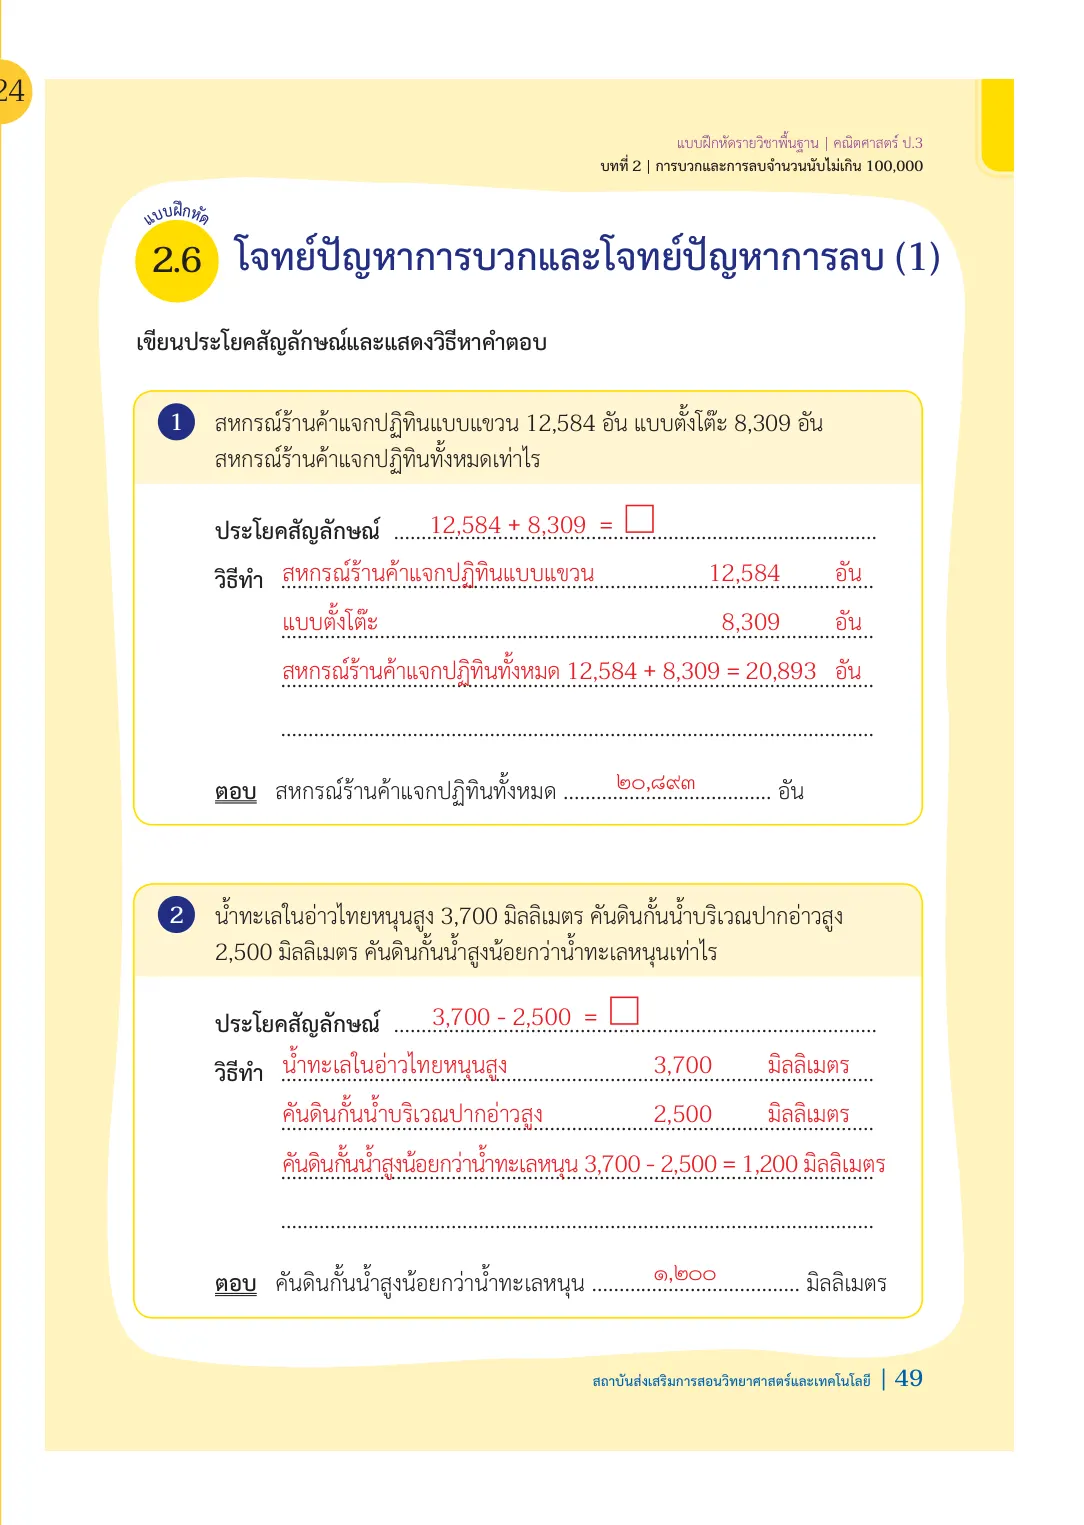 24
แบบฝึกหัดรายวิชาพื้นฐาน | คณิตศาสตร์ ป.3
บทที่ 2 | การบวกและการลบจำนวนนับไม่เกิน 100,000
แบบฝึกหัด
2.6 โจทย์ปัญหาการบวกและโจทย์ปัญหาการลบ (1)
เขียนประโยคสัญลักษณ์และแสดงวิธีหาคำตอบ
1 สหกรณ์ร้านค้าแจกปฏิทินแบบแขวน 12,584 อัน แบบตั้งโต๊ะ 8,309 อัน
สหกรณ์ร้านค้าแจกปฏิทินทั้งหมดเท่าไร
ประโยคสัญลักษณ์ 12,584 + 8,309 = □
วิธีทำ สหกรณ์ร้านค้าแจกปฏิทินแบบแขวน 12,584 อัน
แบบตั้งโต๊ะ 8,309 อัน
สหกรณ์ร้านค้าแจกปฏิทินทั้งหมด 12,584 + 8,309 = 20,893 อัน
ตอบ สหกรณ์ร้านค้าแจกปฏิทินทั้งหมด ๒๐,๘๙๓ อัน
2 น้ำทะเลในอ่าวไทยหนุนสูง 3,700 มิลลิเมตร คันดินกั้นน้ำบริเวณปากอ่าวสูง
2,500 มิลลิเมตร คันดินกั้นน้ำสูงน้อยกว่าน้ำทะเลหนุนเท่าไร
ประโยคสัญลักษณ์ 3,700 - 2,500 = □
วิธีทำ น้ำทะเลในอ่าวไทยหนุนสูง 3,700 มิลลิเมตร
คันดินกั้นน้ำบริเวณปากอ่าวสูง 2,500 มิลลิเมตร
คันดินกั้นน้ำสูงน้อยกว่าน้ำทะเลหนุน 3,700 - 2,500 = 1,200 มิลลิเมตร
ตอบ คันดินกั้นน้ำสูงน้อยกว่าน้ำทะเลหนุน ๑,๒๐๐ มิลลิเมตร
สถาบันส่งเสริมการสอนวิทยาศาสตร์และเทคโนโลยี | 49